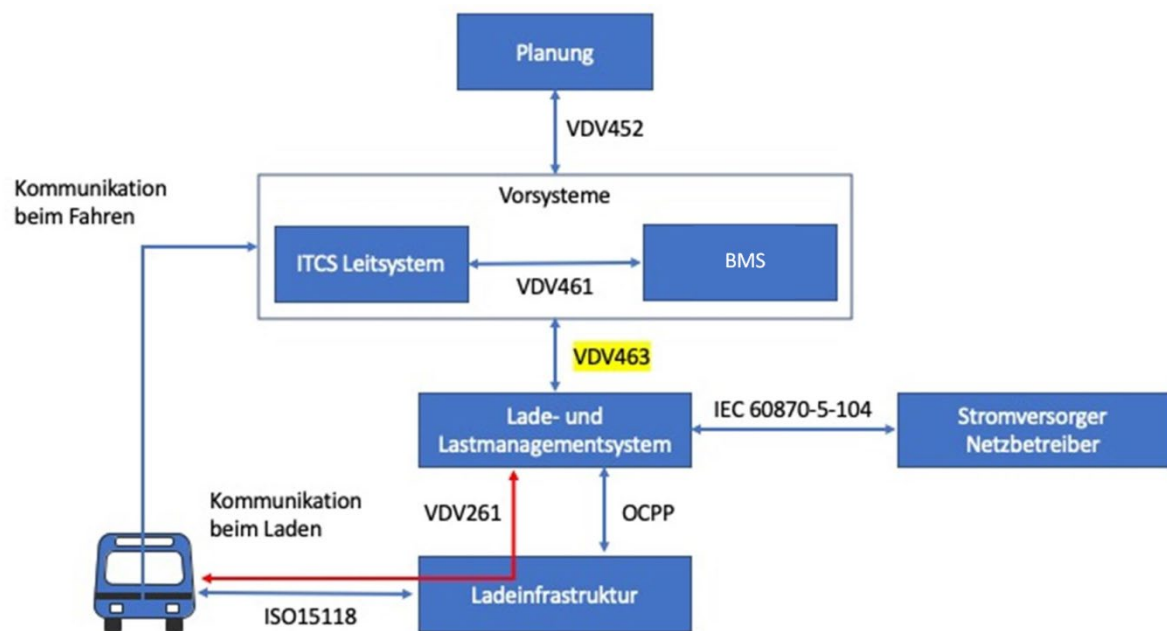 Planung
VDV452
Kommunikation
beim Fahren
Vorsysteme
ITCS Leitsystem
VDV461
BMS
VDV463
Lade- und
Lastmanagementsystem
IEC 60870-5-104
Stromversorger
Netzbetreiber
Kommunikation
beim Laden
VDV261
OCPP
ISO15118
Ladeinfrastruktur